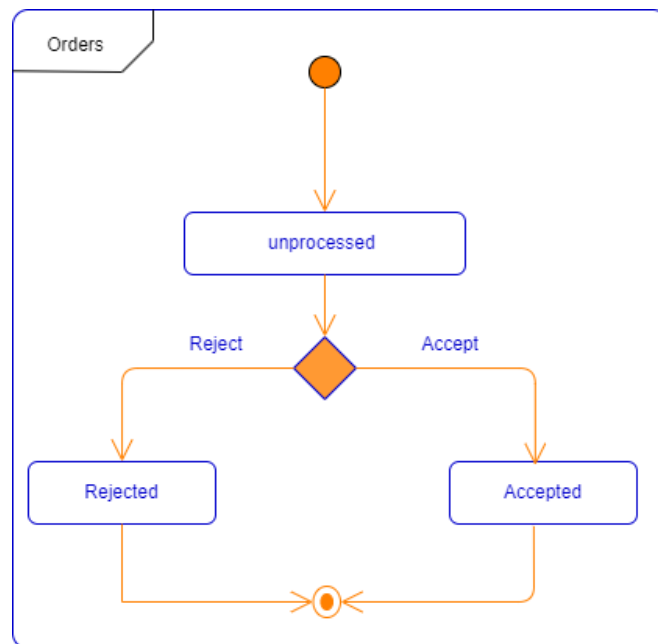 Orders
unprocessed
Reject
Accept
Rejected
Accepted